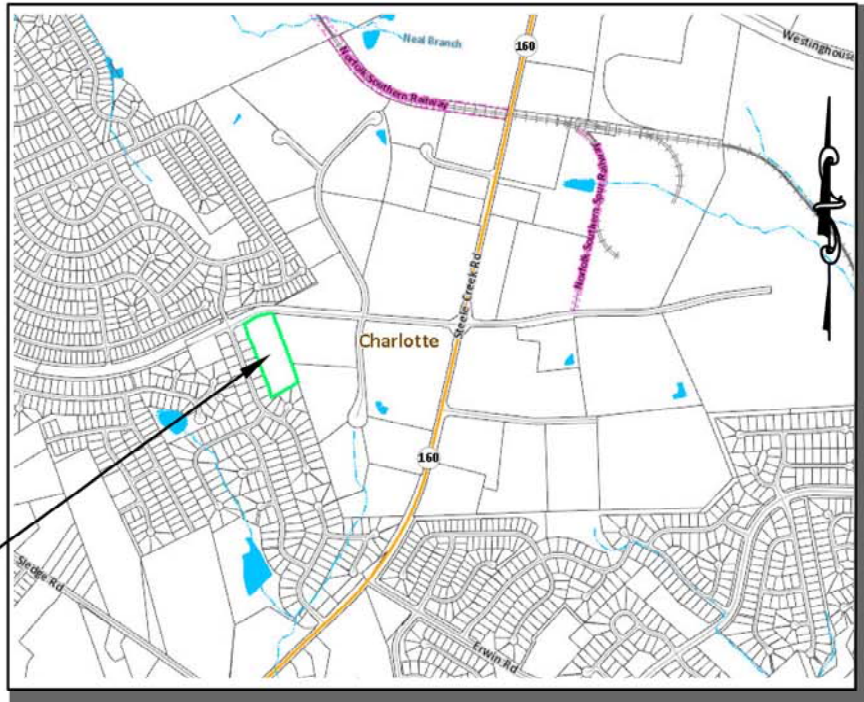 Neal Branch
160
Westinghouse
Norfolk Southern Railway
Norfolk Southern Spur Railway
Steele Creek Rd
Charlotte
160
Sledge Rd
Erwin Rd